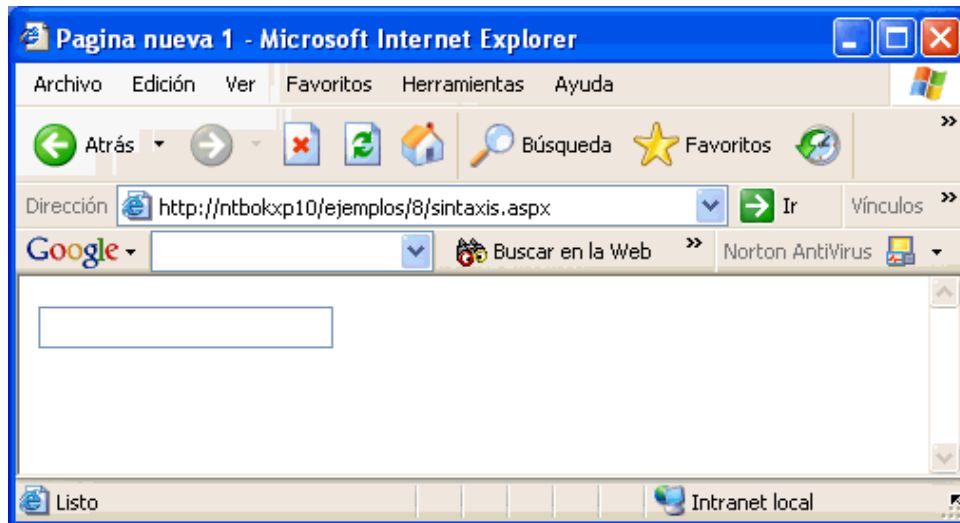 Pagina nueva 1 - Microsoft Internet Explorer
Archivo Edición Ver Favoritos Herramientas Ayuda
Atrás Búsqueda Favoritos »
Dirección http://ntbokxp10/ejemplos/8/sintaxis.aspx Ir Vínculos »
Google Buscar en la Web » Norton AntiVirus
Listo Intranet local